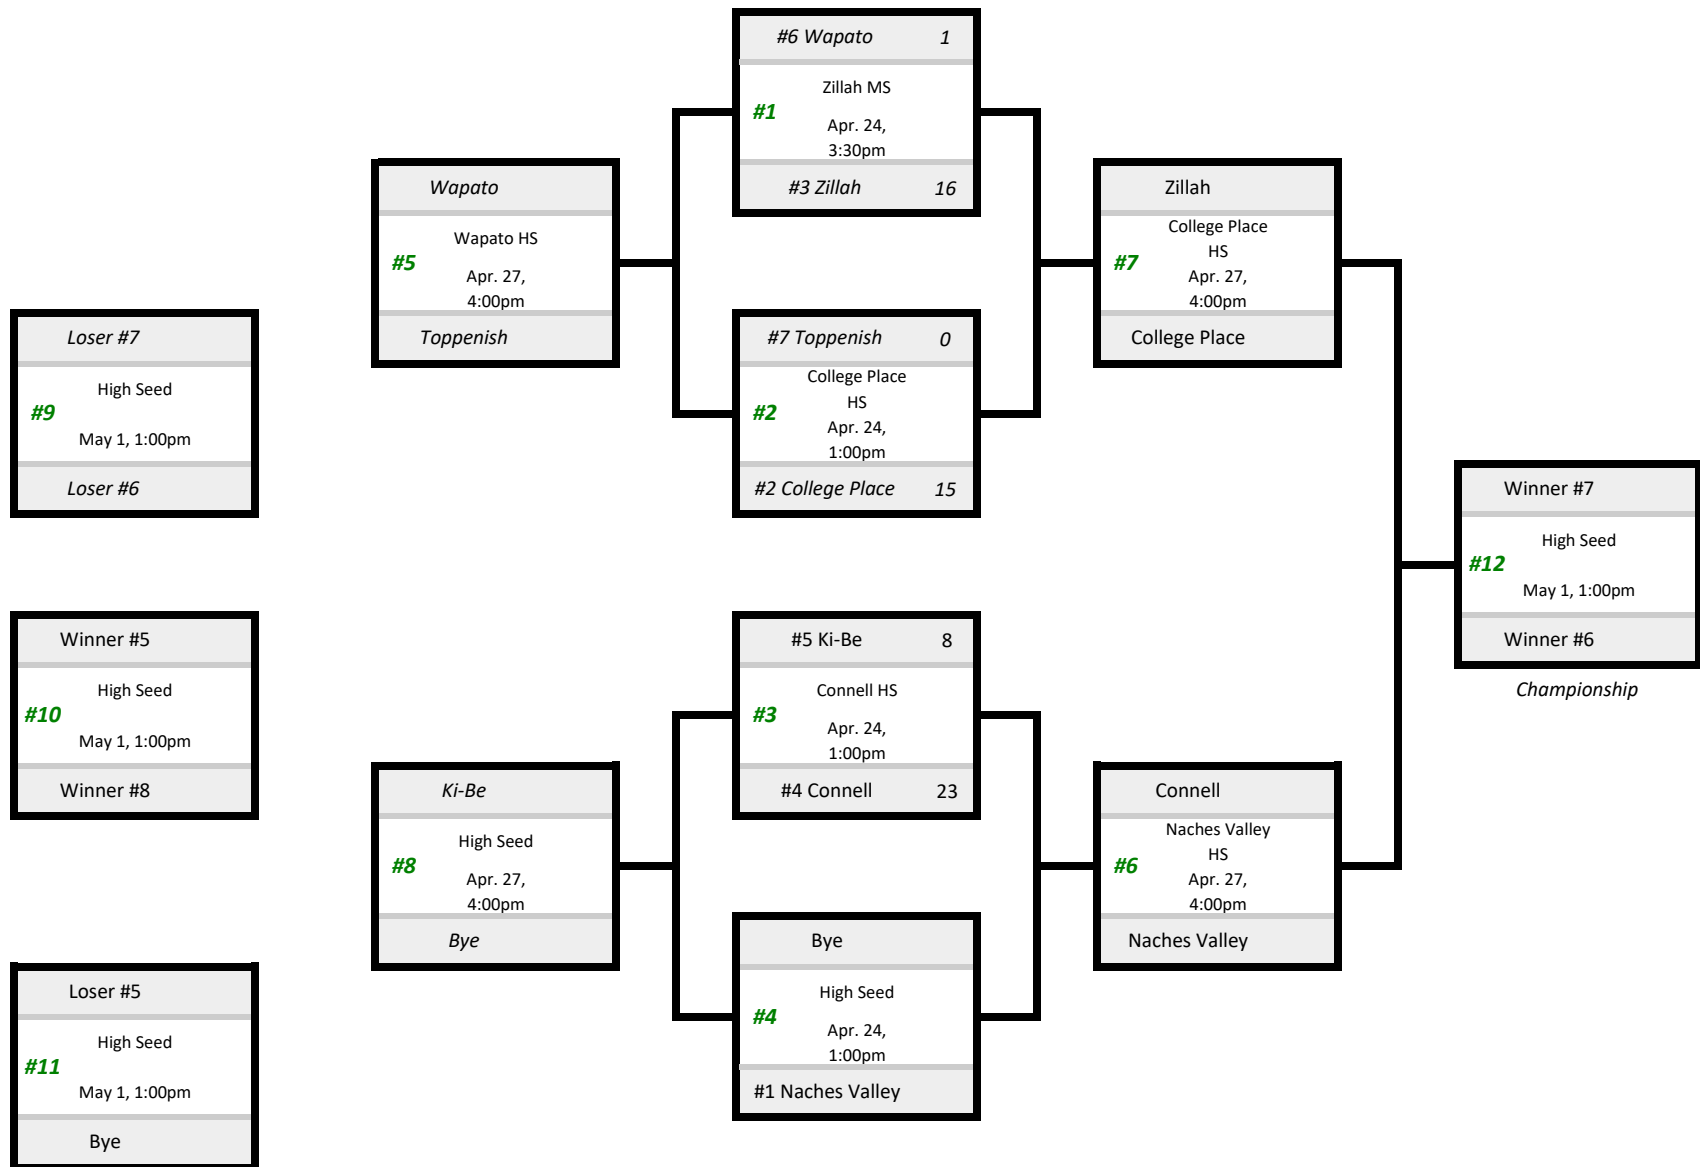 #6 Wapato 1
Zillah MS
#1
Apr. 24,
3:30pm
#3 Zillah 16
Wapato
Wapato HS
#5
Apr. 27,
4:00pm
Toppenish
Zillah
College Place
HS
#7
Apr. 27,
4:00pm
College Place
Loser #7
High Seed
#9
May 1, 1:00pm
Loser #6
#7 Toppenish 0
College Place
HS
#2
Apr. 24,
1:00pm
#2 College Place 15
Winner #7
High Seed
#12
May 1, 1:00pm
Winner #6
Championship
Winner #5
High Seed
#10
May 1, 1:00pm
Winner #8
#5 Ki-Be 8
Connell HS
#3
Apr. 24,
1:00pm
#4 Connell 23
Ki-Be
High Seed
#8
Apr. 27,
4:00pm
Bye
Connell
Naches Valley
HS
#6
Apr. 27,
4:00pm
Naches Valley
Bye
High Seed
#4
Apr. 24,
1:00pm
#1 Naches Valley
Loser #5
High Seed
#11
May 1, 1:00pm
Bye